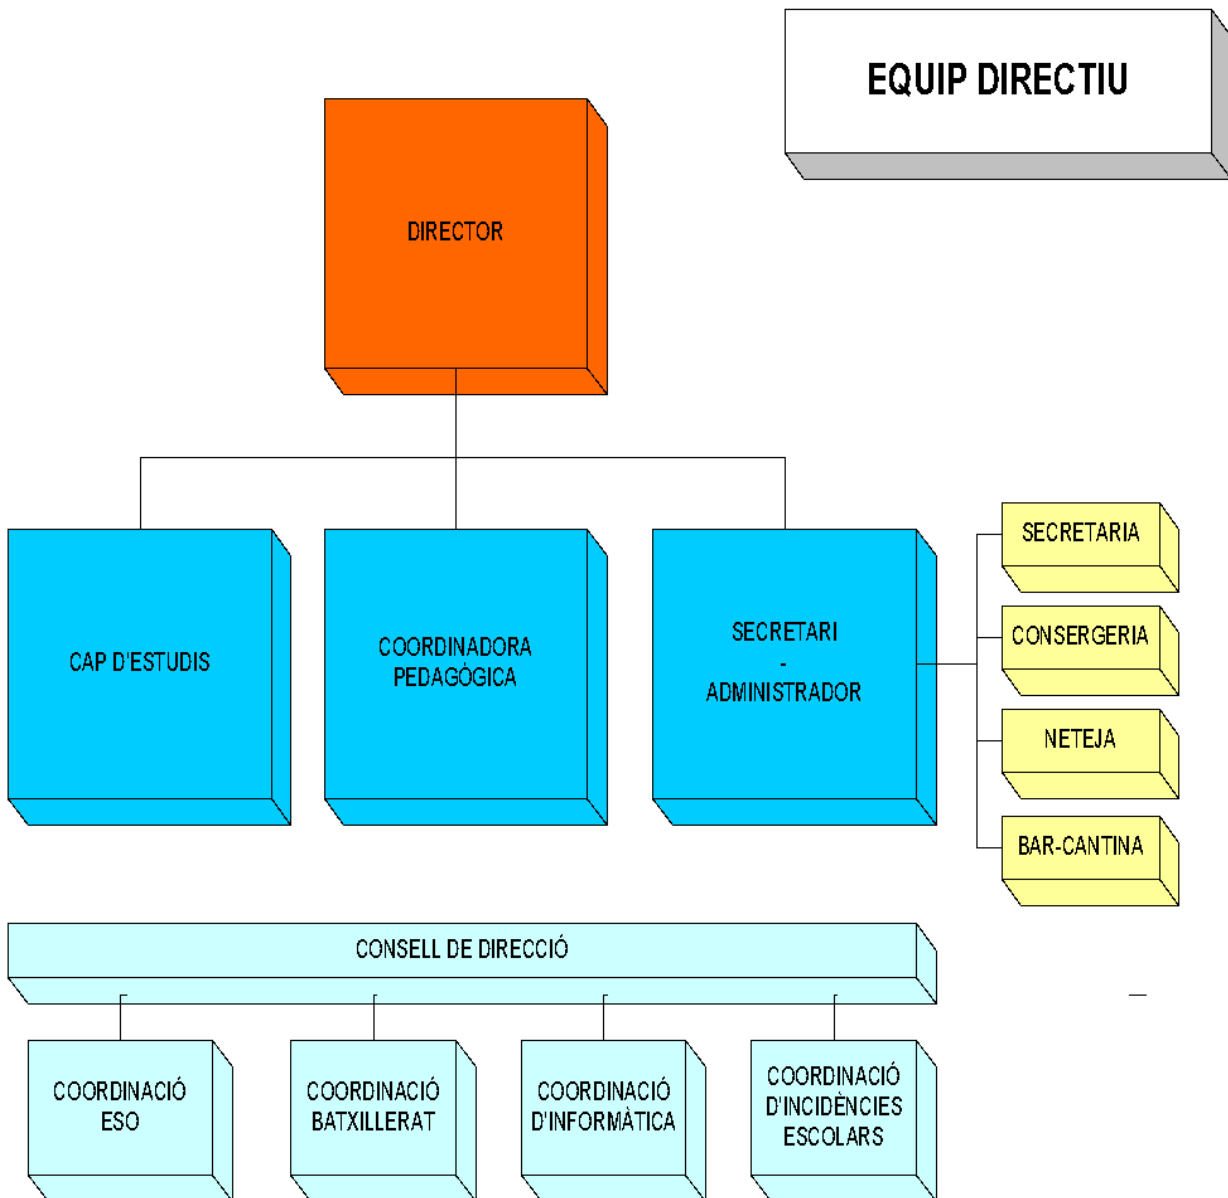 EQUIP DIRECTIU
DIRECTOR
CAP D'ESTUDIS
COORDINADORA
PEDAGÒGICA
SECRETARI
-
ADMINISTRADOR
SECRETARIA
CONSERGERIA
NETEJA
BAR-CANTINA
CONSELL DE DIRECCIÓ
COORDINACIÓ
ESO
COORDINACIÓ
BATXILLERAT
COORDINACIÓ
D'INFORMÀTICA
COORDINACIÓ
D'INCIDÈNCIES
ESCOLARS